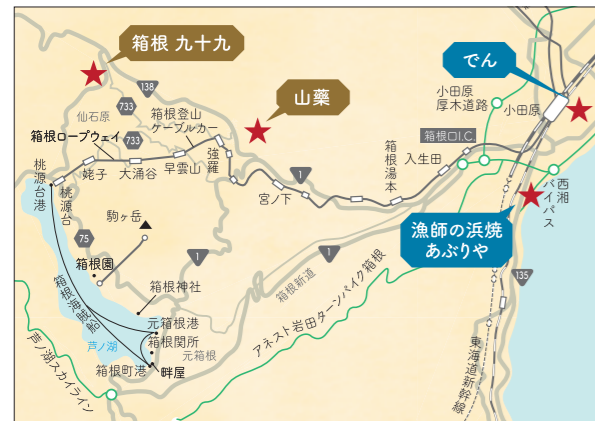 箱根 九十九
山藥
でん
漁師の浜焼
あぶりや
138
733
733
仙石原
箱根登山
ケーブルカー
箱根ロープウェイ
桃源台港
桃源台
姥子
大涌谷
早雲山
強羅
宮ノ下
箱根湯本
入生田
箱根口I.C.
小田原
厚木道路
小田原
西湘
バイパス
1
1
1
75
135
駒ヶ岳
箱根園
箱根神社
元箱根港
箱根関所
元箱根
箱根町港
畔屋
箱根海賊船
芦ノ湖
芦ノ湖スカイライン
箱根新道
アネスト岩田ターンパイク箱根
東海道新幹線